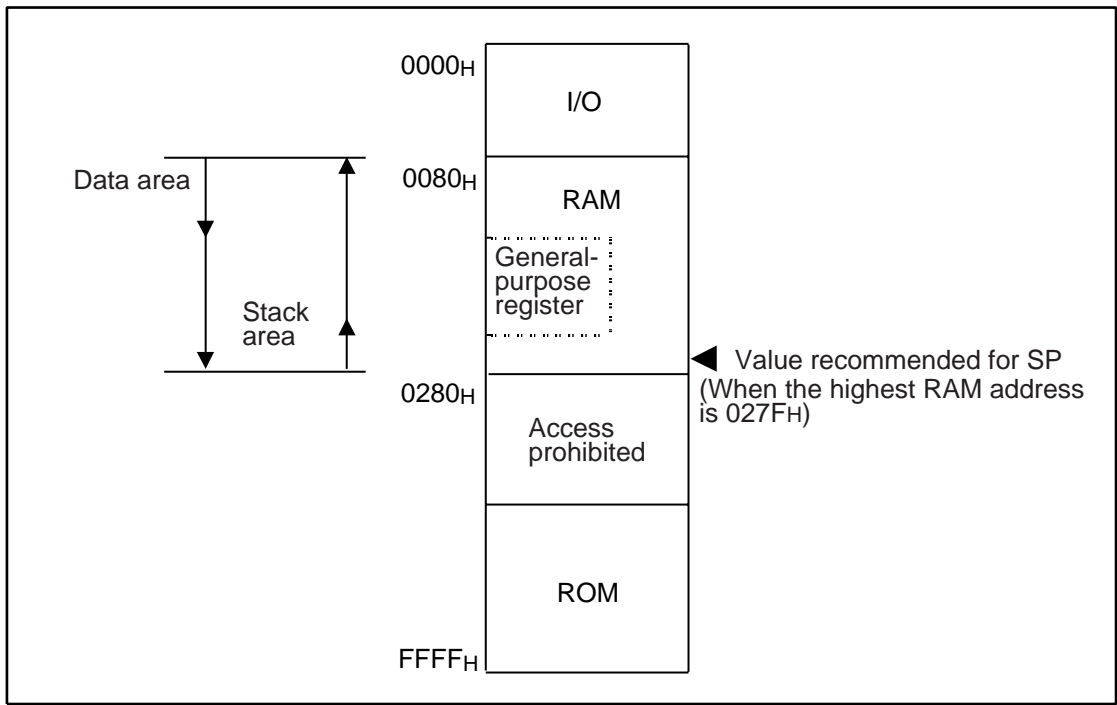 0000H
I/O
Data area
0080H
RAM
General-
purpose
register
Stack
area
Value recommended for SP
(When the highest RAM address
is 027FH)
0280H
Access
prohibited
ROM
FFFFH